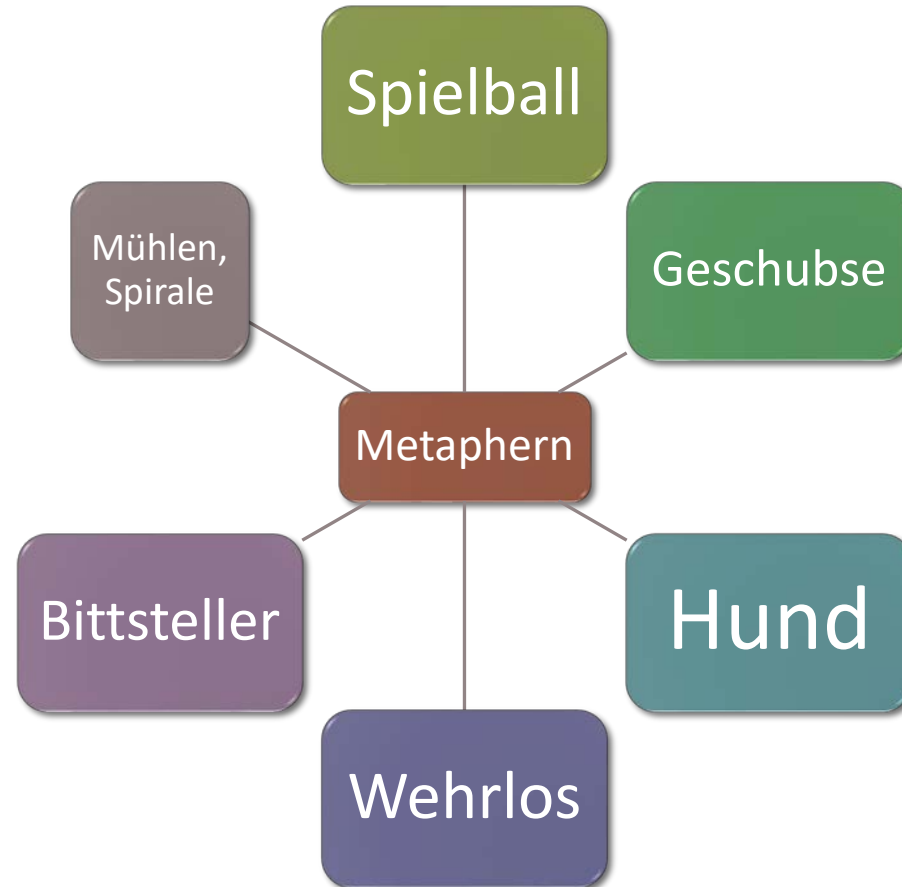 Spielball
Mühlen,
Spirale
Geschubse
Metaphern
Bittsteller
Hund
Wehrlos